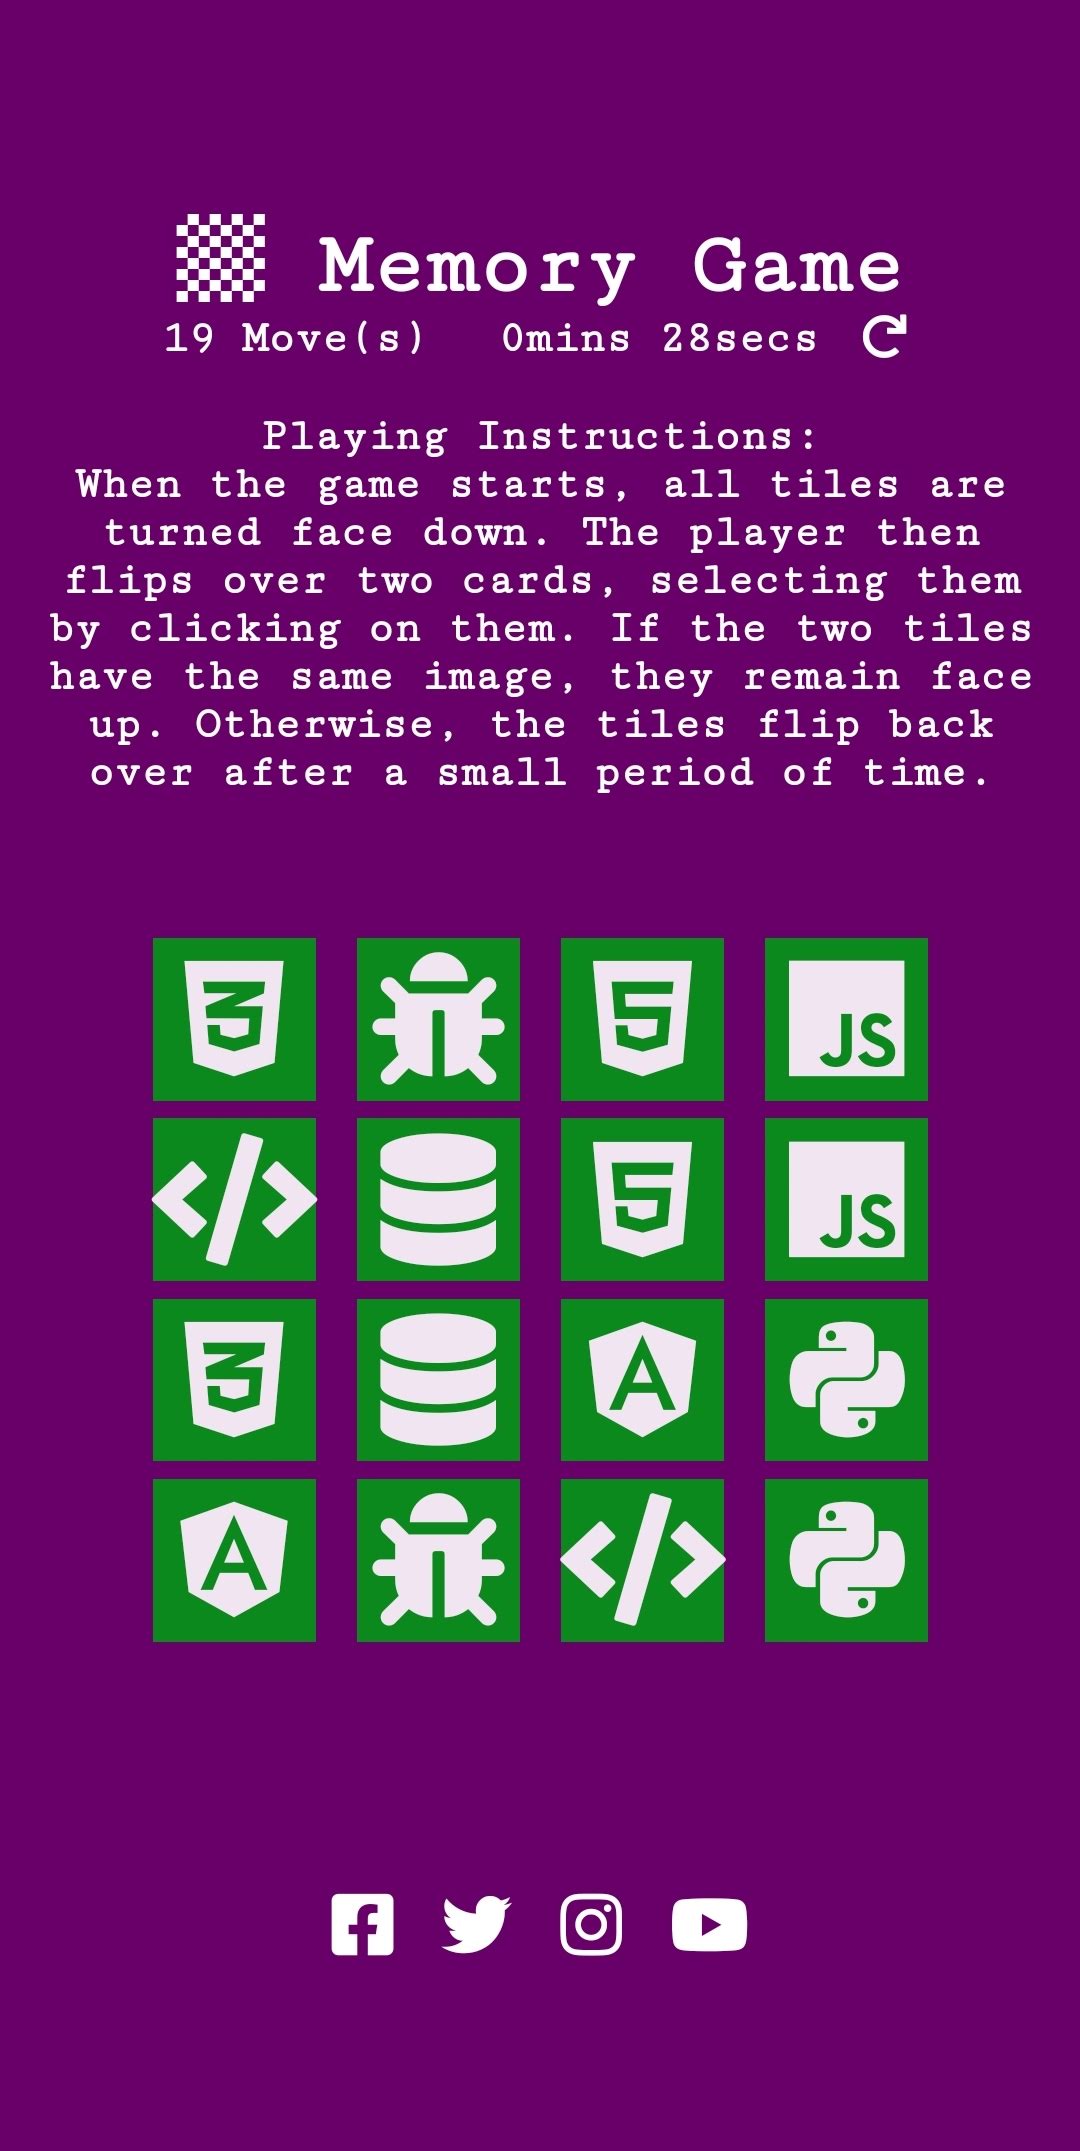 Memory Game
19 Move(s) 0mins 28secs
Playing Instructions:
When the game starts, all tiles are
turned face down. The player then
flips over two cards, selecting them
by clicking on them. If the two tiles
have the same image, they remain face
up. Otherwise, the tiles flip back
over after a small period of time.
3 5 JS
</> 5 JS
3 A
A </>